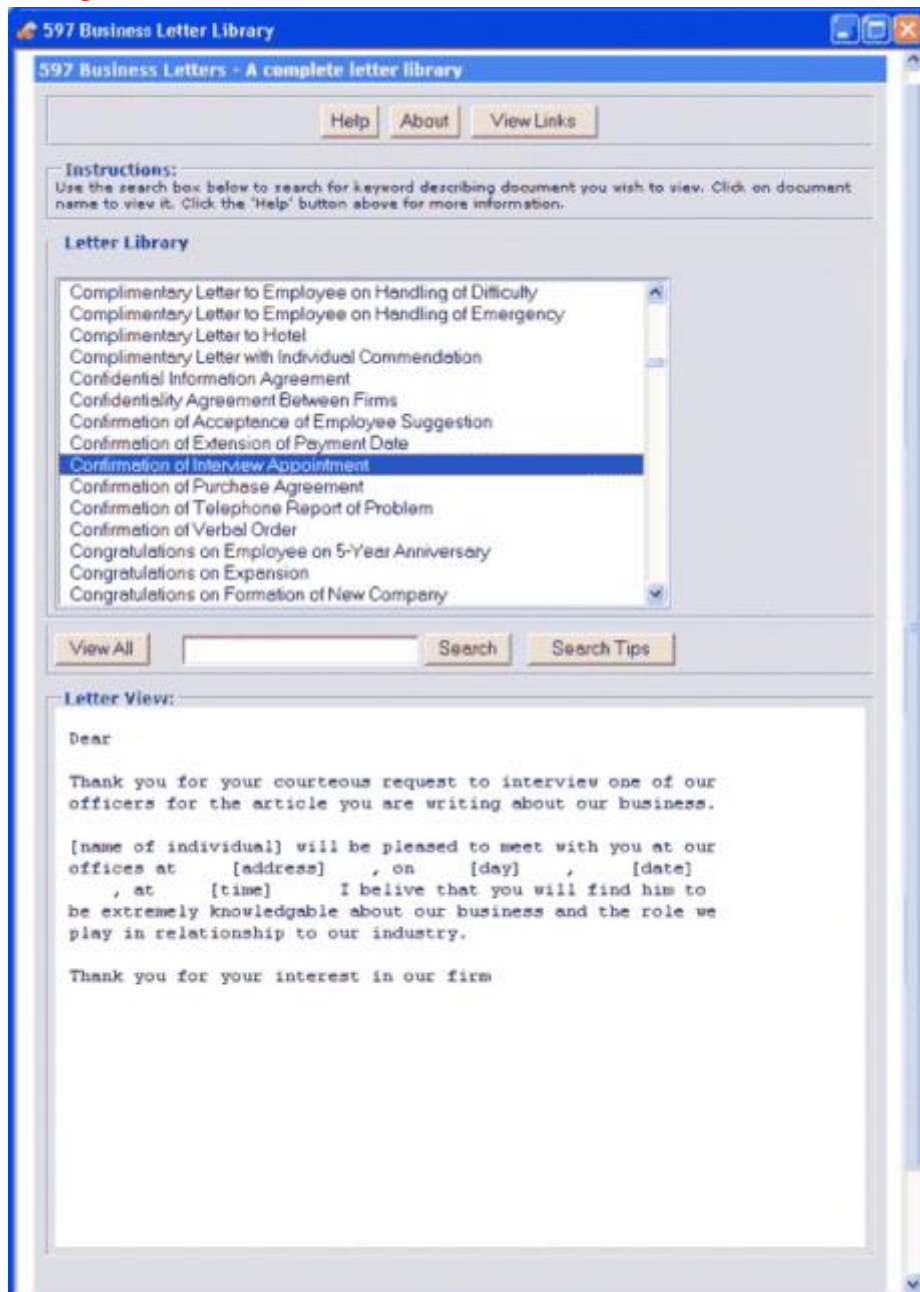 597 Business Letter Library
597 Business Letters - A complete letter library
Help About View Links
Instructions:
Use the search box below to search for keyword describing document you wish to view. Click on document
name to view it. Click the 'Help' button above for more information.
Letter Library
Complimentary Letter to Employee on Handling of Difficulty
Complimentary Letter to Employee on Handling of Emergency
Complimentary Letter to Hotel
Complimentary Letter with Individual Commendation
Confidential Information Agreement
Confidentiality Agreement Between Firms
Confirmation of Acceptance of Employee Suggestion
Confirmation of Extension of Payment Date
Confirmation of Interview Appointment
Confirmation of Purchase Agreement
Confirmation of Telephone Report of Problem
Confirmation of Verbal Order
Congratulations on Employee on 5-Year Anniversary
Congratulations on Expansion
Congratulations on Formation of New Company
View All Search Search Tips
Letter View:
Dear
Thank you for your courteous request to interview one of our
officers for the article you are writing about our business.
[name of individual] will be pleased to meet with you at our
offices at [address] , on [day] , [date]
, at [time] I belive that you will find him to
be extremely knowledgable about our business and the role we
play in relationship to our industry.
Thank you for your interest in our firm